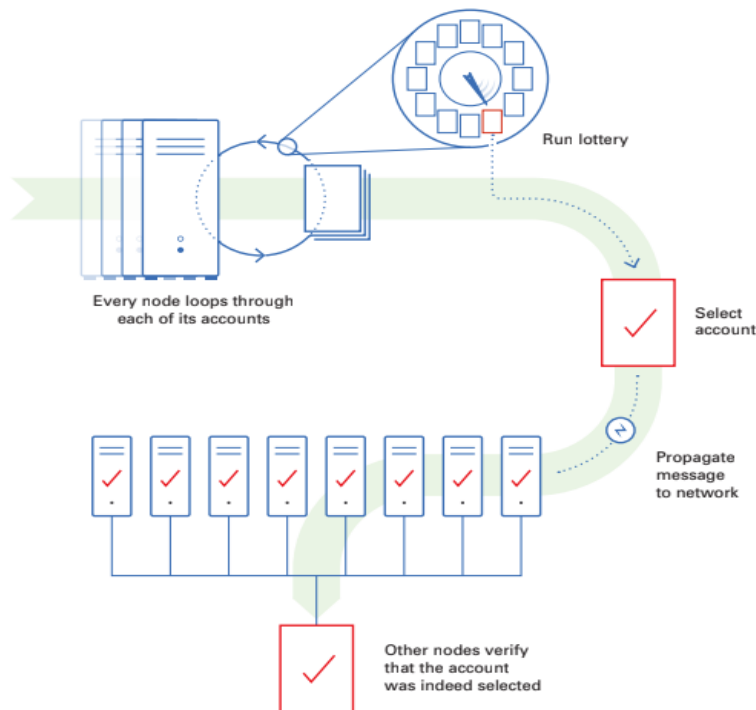 Run lottery
Every node loops through
each of its accounts
Select
account
Z
Propagate
message
to network
Other nodes verify
that the account
was indeed selected